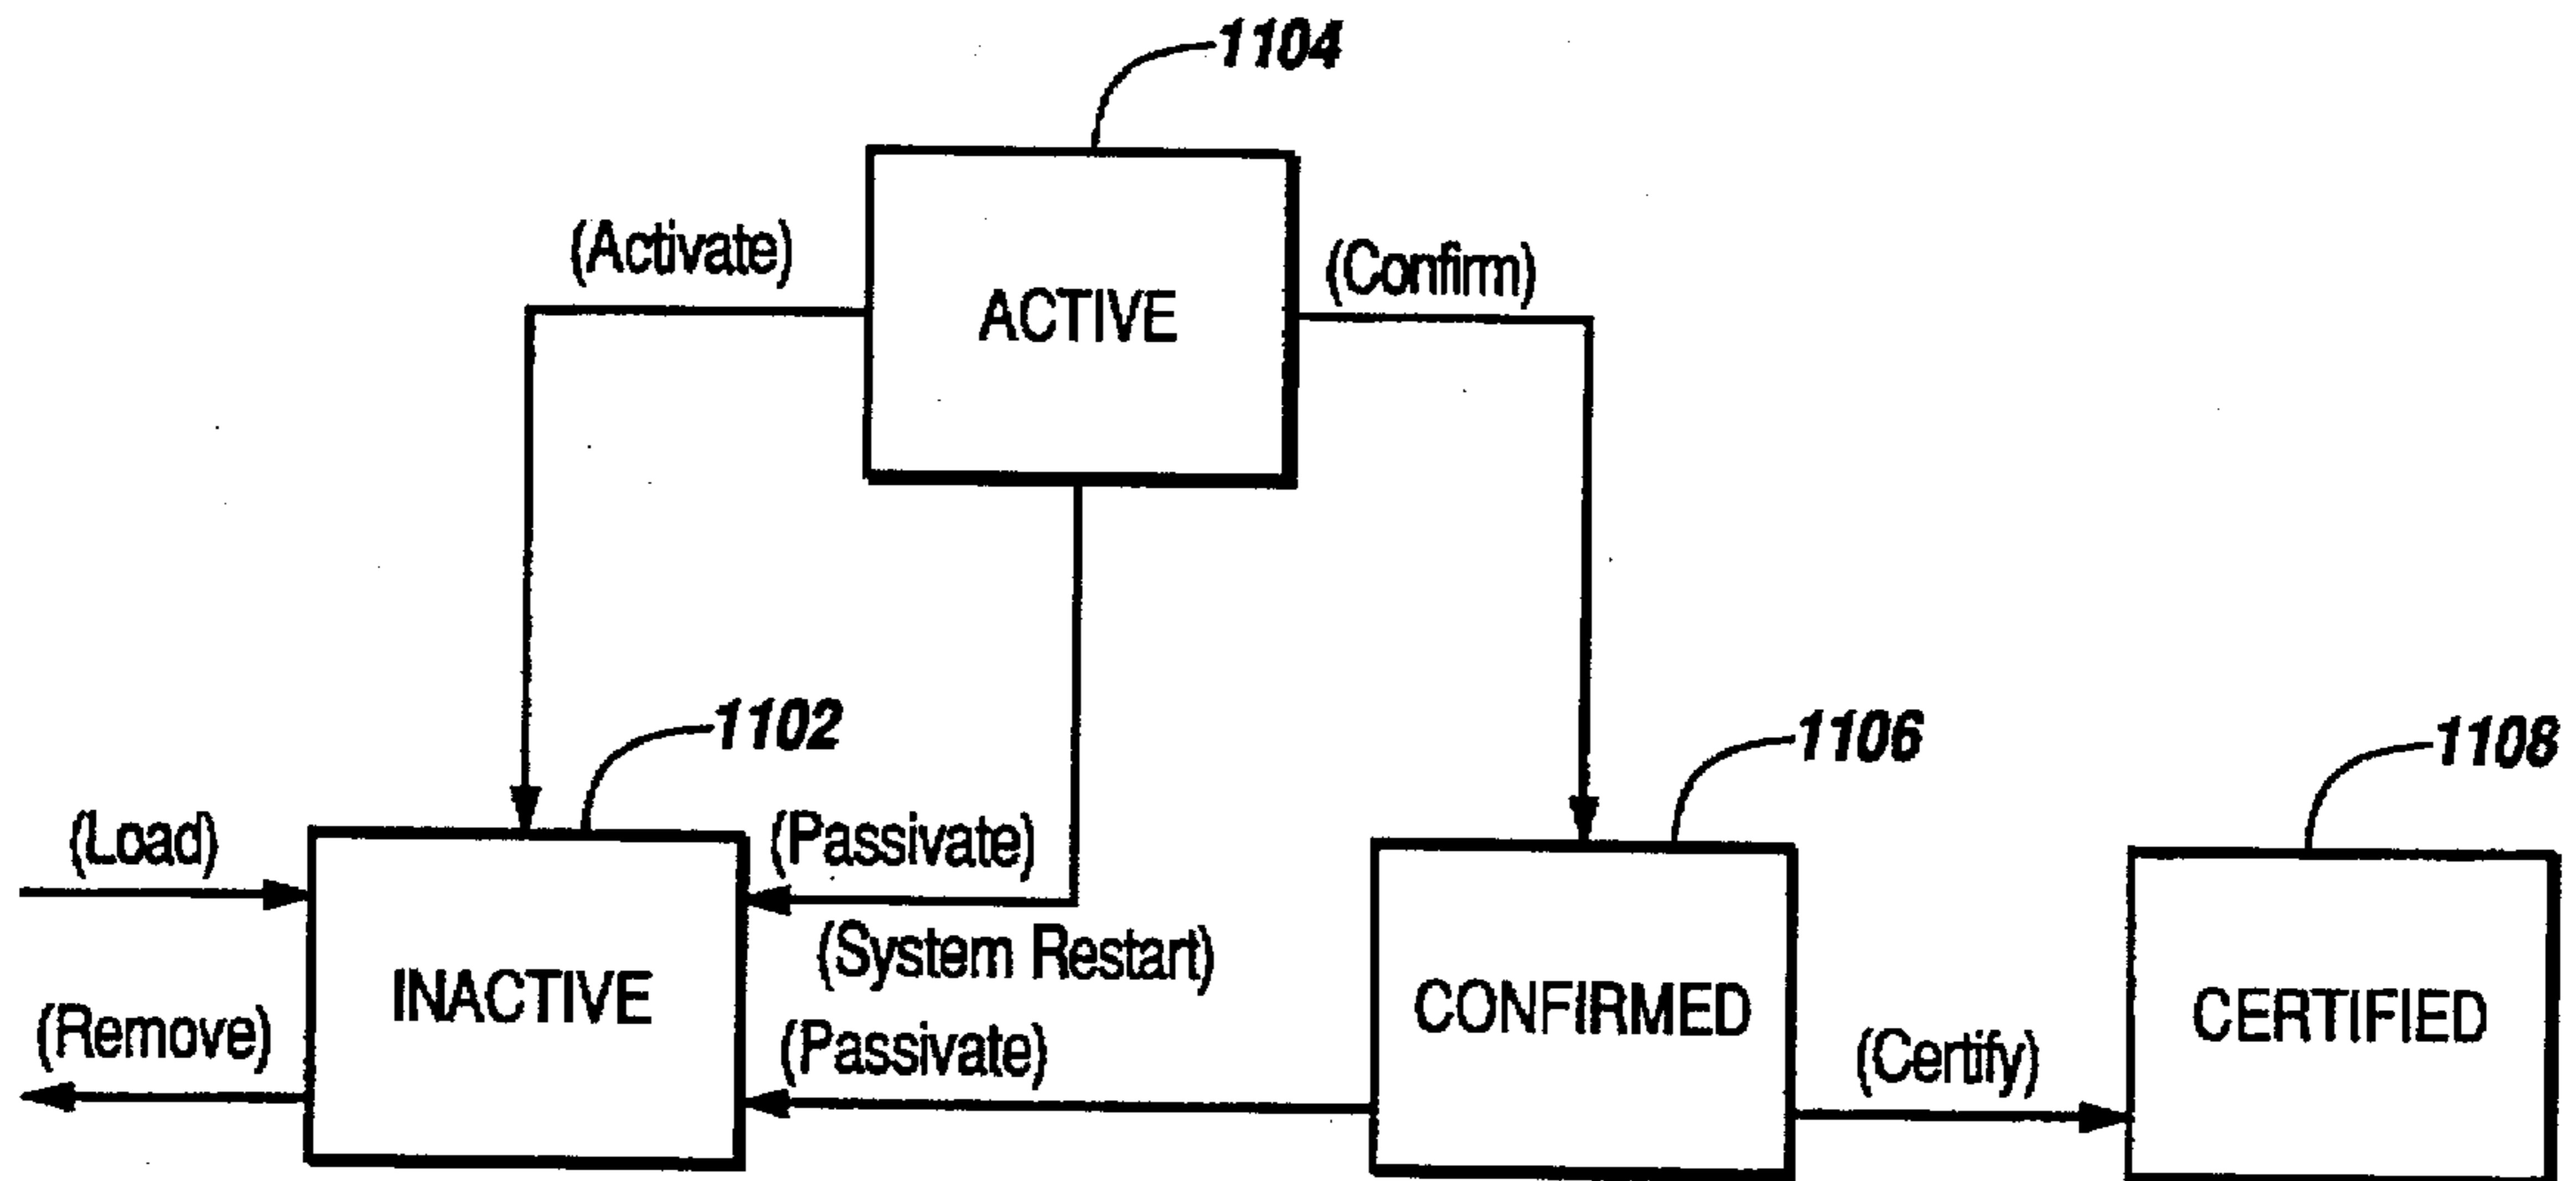 1104
(Activate)
(Confirm)
ACTIVE
1102
1106
1108
(Load)
(Passivate)
(System Restart)
INACTIVE
CONFIRMED
CERTIFIED
(Remove)
(Passivate)
(Certify)